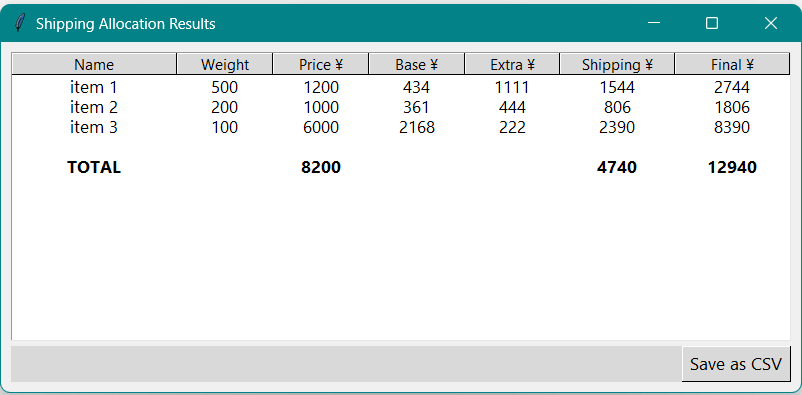 Shipping Allocation Results
Name Weight Price ¥ Base ¥ Extra ¥ Shipping ¥ Final ¥
item 1 500 1200 434 1111 1544 2744
item 2 200 1000 361 444 806 1806
item 3 100 6000 2168 222 2390 8390
TOTAL 8200 4740 12940
Save as CSV